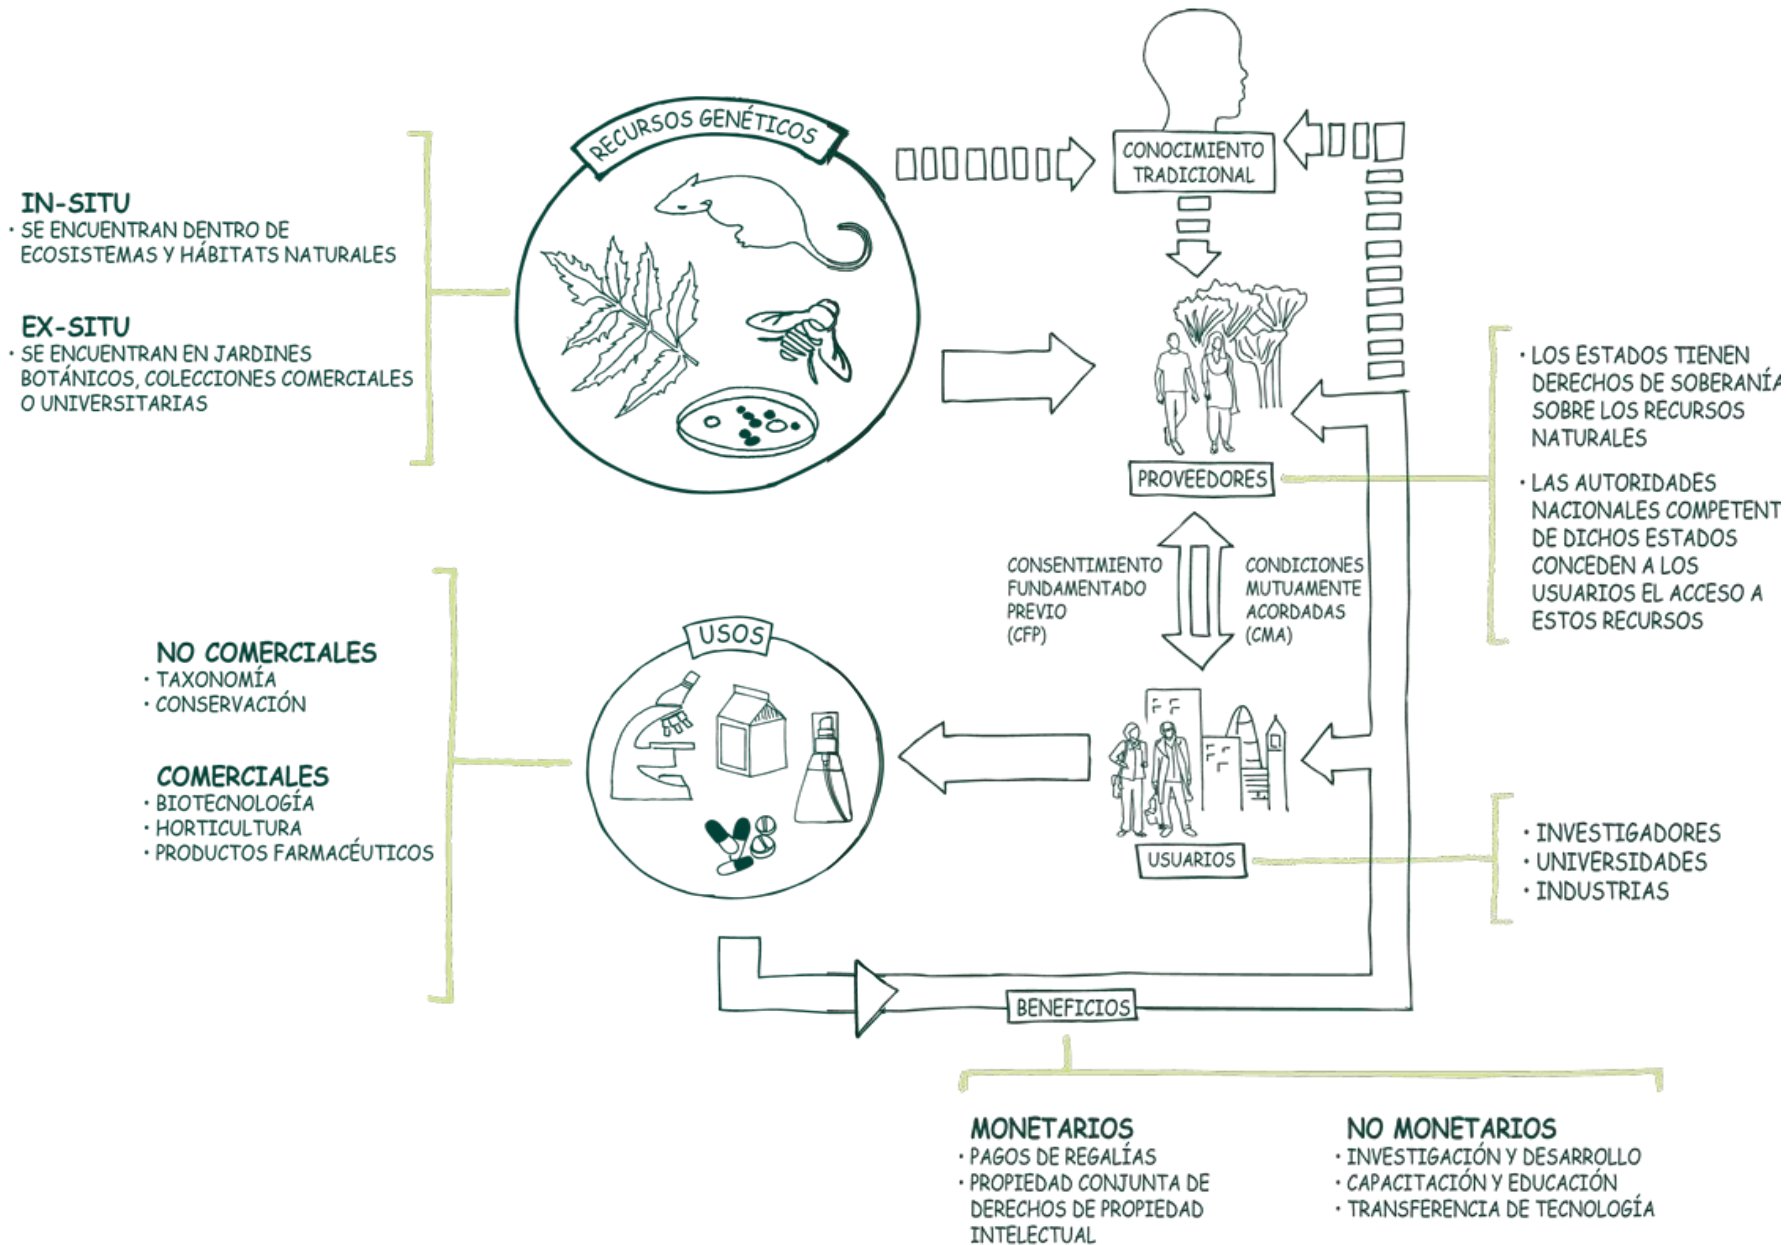 RECURSOS GENÉTICOS
CONOCIMIENTO
TRADICIONAL
IN-SITU
· SE ENCUENTRAN DENTRO DE
ECOSISTEMAS Y HÁBITATS NATURALES
EX-SITU
· SE ENCUENTRAN EN JARDINES
BOTÁNICOS, COLECCIONES COMERCIALES
O UNIVERSITARIAS
PROVEEDORES
· LOS ESTADOS TIENEN
DERECHOS DE SOBERANÍA
SOBRE LOS RECURSOS
NATURALES
· LAS AUTORIDADES
NACIONALES COMPETENT
DE DICHOS ESTADOS
CONCEDEN A LOS
USUARIOS EL ACCESO A
ESTOS RECURSOS
CONSENTIMIENTO
FUNDAMENTADO
PREVIO
(CFP)
CONDICIONES
MUTUAMENTE
ACORDADAS
(CMA)
USOS
NO COMERCIALES
· TAXONOMÍA
· CONSERVACIÓN
COMERCIALES
· BIOTECNOLOGÍA
· HORTICULTURA
· PRODUCTOS FARMACÉUTICOS
USUARIOS
· INVESTIGADORES
· UNIVERSIDADES
· INDUSTRIAS
BENEFICIOS
MONETARIOS
· PAGOS DE REGALÍAS
· PROPIEDAD CONJUNTA DE
DERECHOS DE PROPIEDAD
INTELECTUAL
NO MONETARIOS
· INVESTIGACIÓN Y DESARROLLO
· CAPACITACIÓN Y EDUCACIÓN
· TRANSFERENCIA DE TECNOLOGÍA